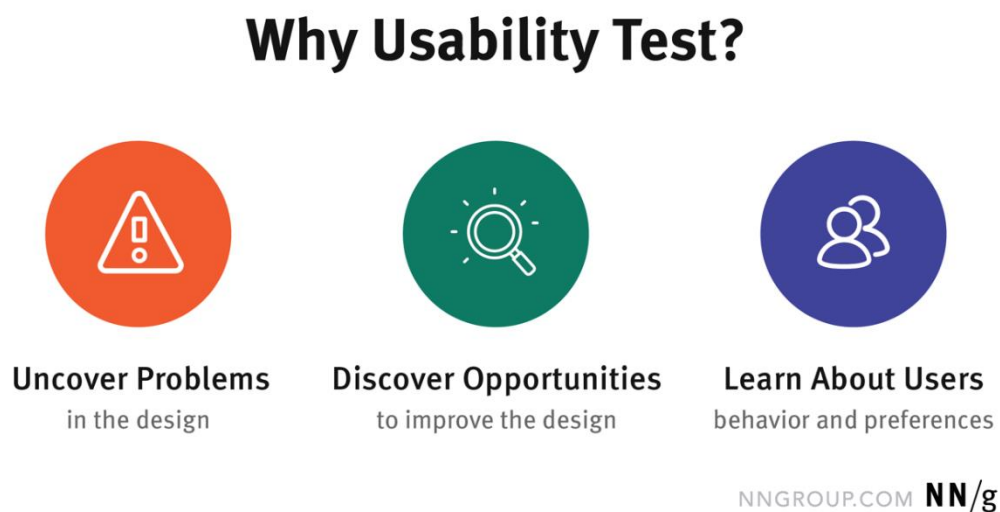 Why Usability Test?
Uncover Problems
in the design
Discover Opportunities
to improve the design
Learn About Users
behavior and preferences
NNGROUP.COM NN/g